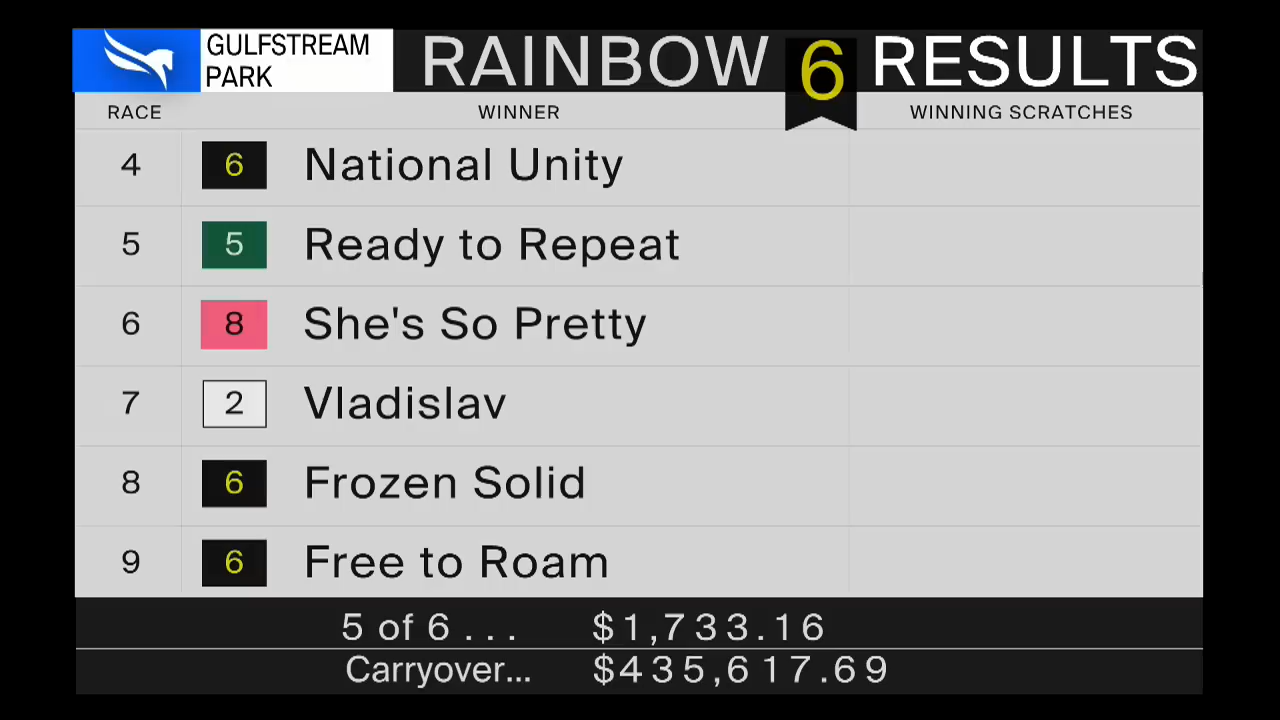 GULFSTREAM PARK RAINBOW 6 RESULTS
RACE WINNER WINNING SCRATCHES
4 6 National Unity
5 5 Ready to Repeat
6 8 She's So Pretty
7 2 Vladislav
8 6 Frozen Solid
9 6 Free to Roam
5 of 6 ... $1,733.16
Carryover... $435,617.69